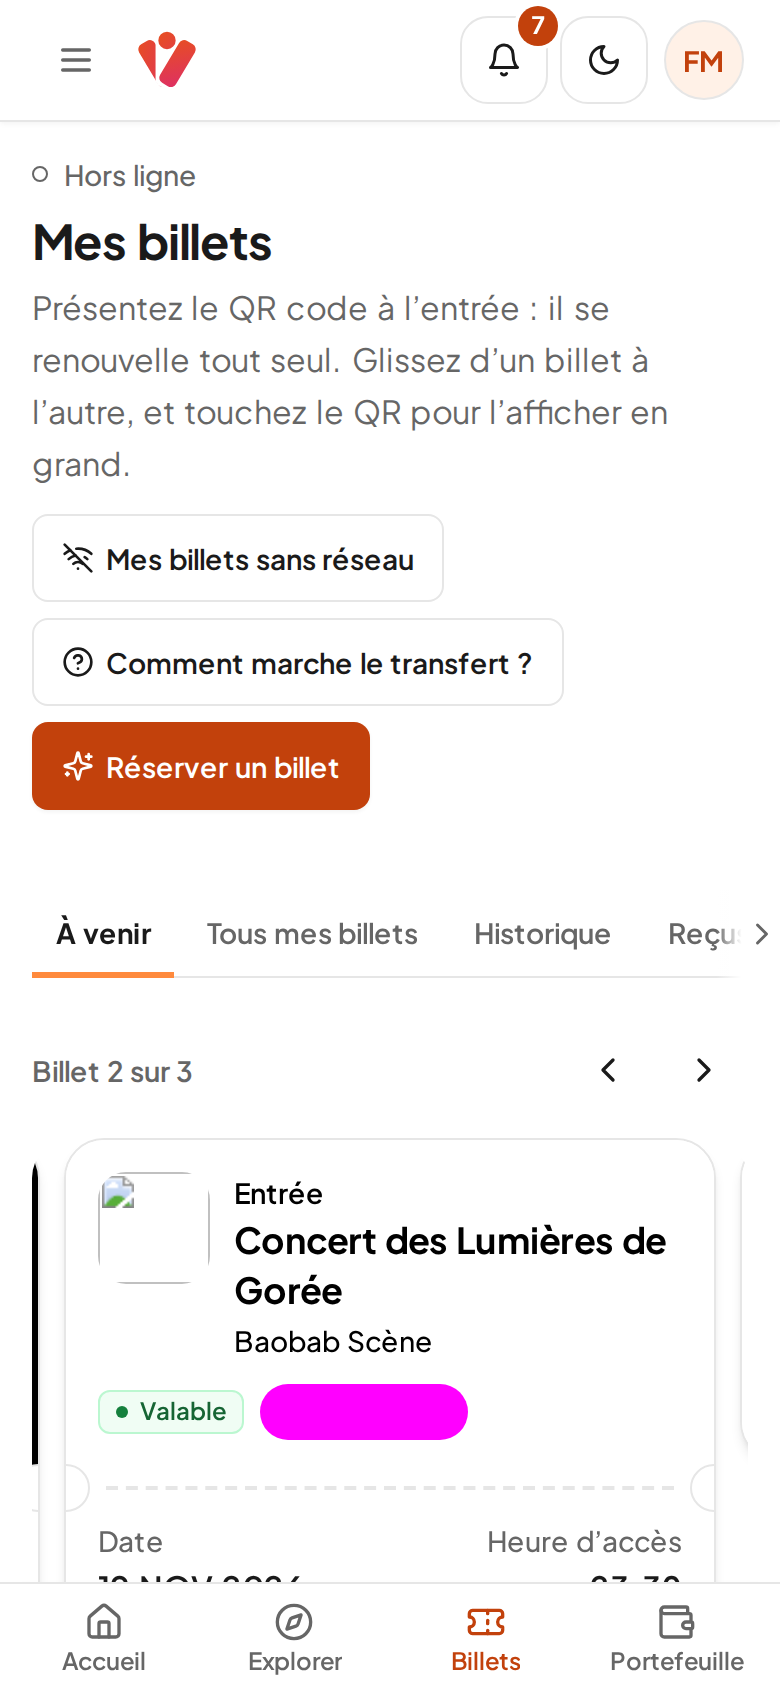 7
FM
Hors ligne
Mes billets
Présentez le QR code à l’entrée : il se
renouvelle tout seul. Glissez d’un billet à
l’autre, et touchez le QR pour l’afficher en
grand.
Mes billets sans réseau
Comment marche le transfert ?
Réserver un billet
À venir Tous mes billets Historique Reçus
Billet 2 sur 3
Entrée
Concert des Lumières de
Gorée
Baobab Scène
Valable
Date Heure d’accès
Accueil Explorer Billets Portefeuille